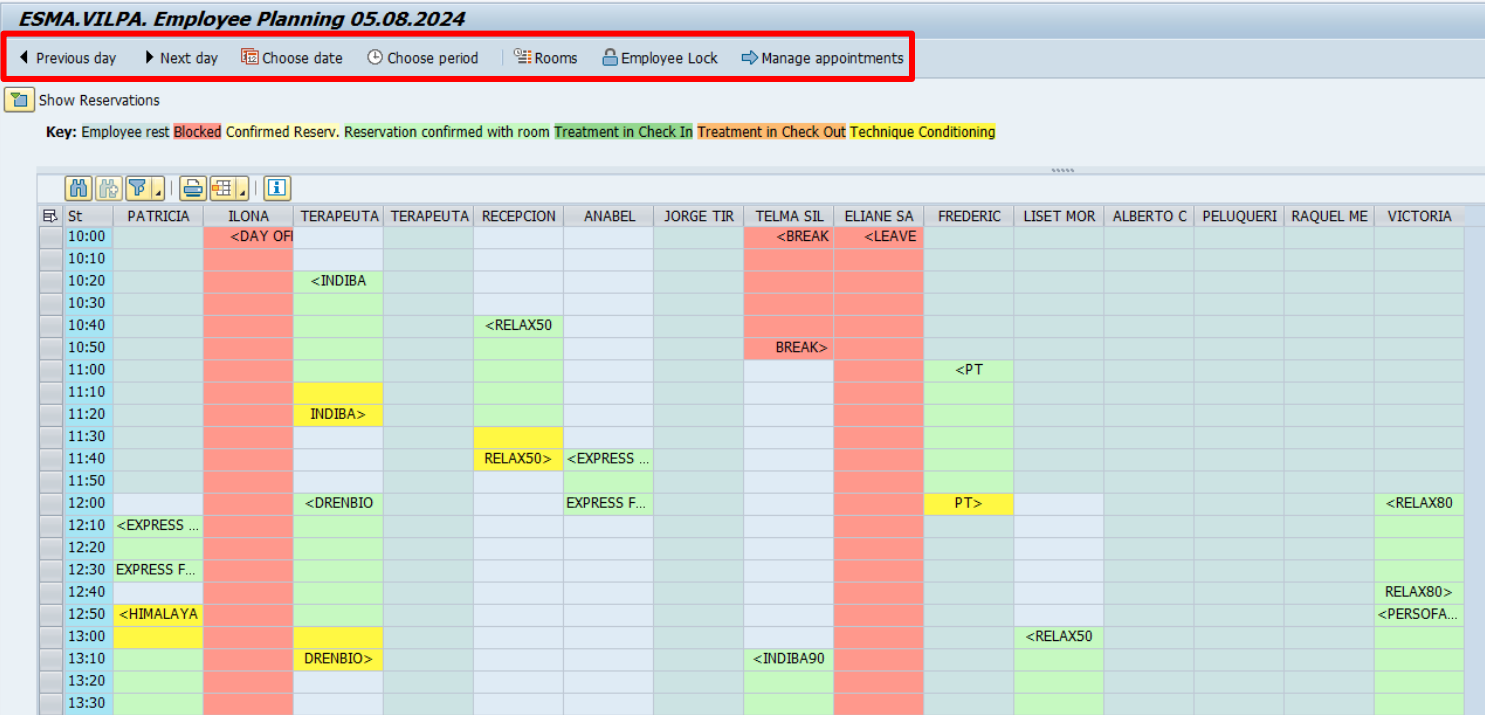 ESMA.VILPA. Employee Planning 05.08.2024
Previous day Next day Choose date Choose period Rooms Employee Lock Manage appointments
Show Reservations
Key: Employee rest Blocked Confirmed Reserv. Reservation confirmed with room Treatment in Check In Treatment in Check Out Technique Conditioning
St PATRICIA ILONA TERAPEUTA TERAPEUTA RECEPCION ANABEL JORGE TIR TELMA SIL ELIANE SA FREDERIC LISET MOR ALBERTO C PELUQUERI RAQUEL ME VICTORIA
10:00 <DAY OFF <BREAK <LEAVE
10:10
10:20 <INDIBA
10:30
10:40 <RELAX50
10:50 BREAK>
11:00 <PT
11:10
11:20 INDIBA>
11:30
11:40 RELAX50> <EXPRESS ...
11:50
12:00 <DRENBIO EXPRESS F... PT> <RELAX80
12:10 <EXPRESS ...
12:20
12:30 EXPRESS F...
12:40 RELAX80>
12:50 <HIMALAYA <PERSOFA...
13:00 <RELAX50
13:10 DRENBIO> <INDIBA90
13:20
13:30